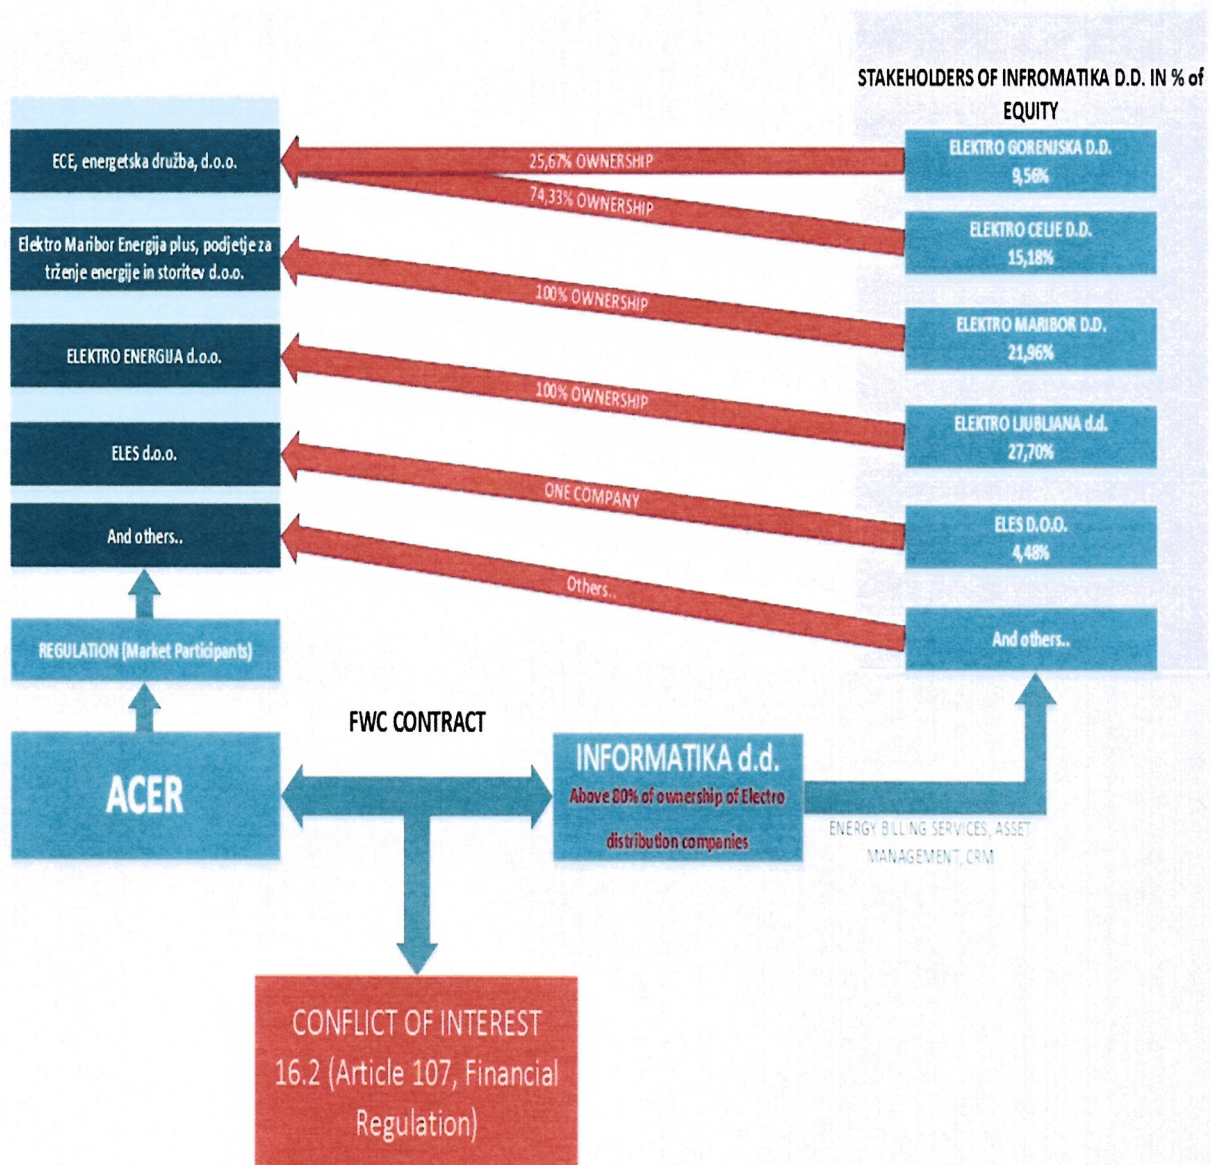 STAKEHOLDERS OF INFROMATIKA D.D. IN % of
EQUITY
ECE, energetska družba, d.o.o.
25,67% OWNERSHIP
ELEKTRO GORENJSKA D.D.
9,56%
74,33% OWNERSHIP
ELEKTRO CELJE D.D.
15,18%
Elektro Maribor Energija plus, podjetje za
trženje energije in storitev d.o.o.
100% OWNERSHIP
ELEKTRO MARIBOR D.D.
21,96%
ELEKTRO ENERGIJA d.o.o.
100% OWNERSHIP
ELEKTRO LJUBLJANA d.d.
27,70%
ELES d.o.o.
ONE COMPANY
ELES D.O.O.
4,48%
And others..
Others..
And others..
REGULATION (Market Participants)
FWC CONTRACT
ACER
INFORMATIKA d.d.
Above 80% of ownership of Electro
distribution companies
ENERGY BILLING SERVICES, ASSET
MANAGEMENT, CRM
CONFLICT OF INTEREST
16.2 (Article 107, Financial
Regulation)